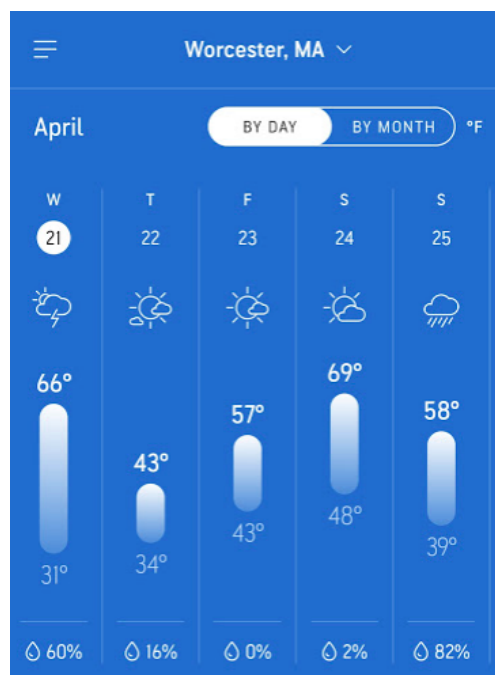 Worcester, MA
April BY DAY BY MONTH °F
W T F S S
21 22 23 24 25
66° 43° 57° 69° 58°
31° 34° 43° 48° 39°
60% 16% 0% 2% 82%